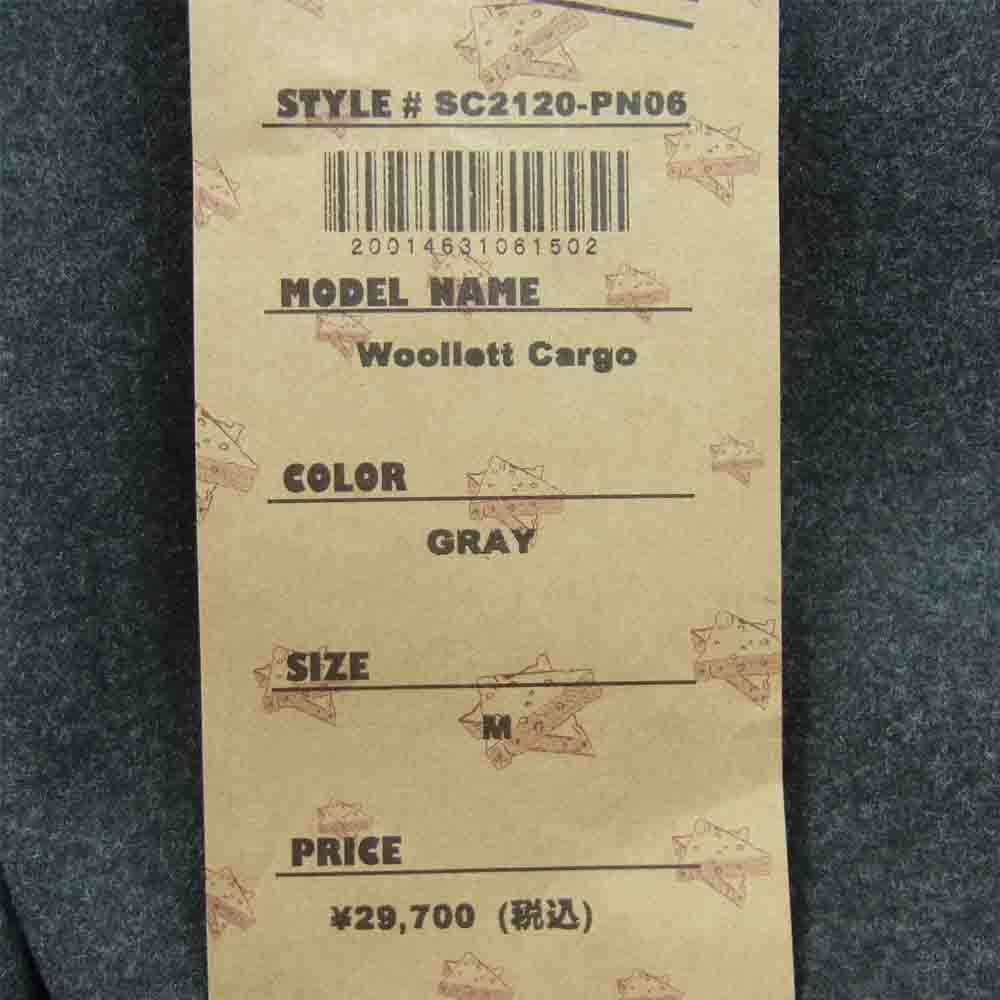 STYLE # SC2120-PN06
20014631061502
MODEL NAME
Woollett Cargo
COLOR
GRAY
SIZE
M
PRICE
¥29,700 (税込)